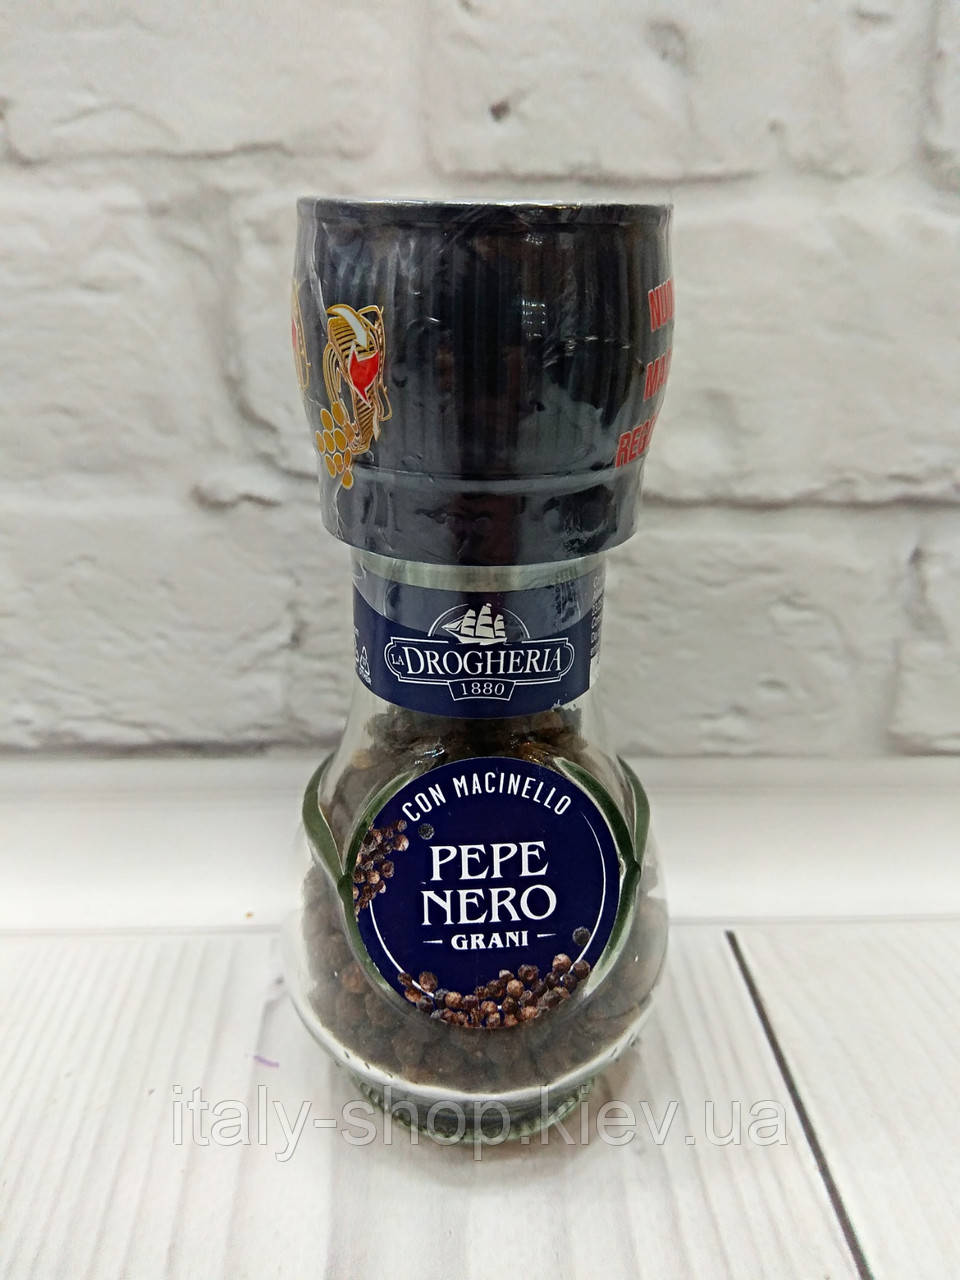 LA DROGHERIA
1880
CON MACINELLO
PEPE
NERO
GRANI
italy-shop.kiev.ua